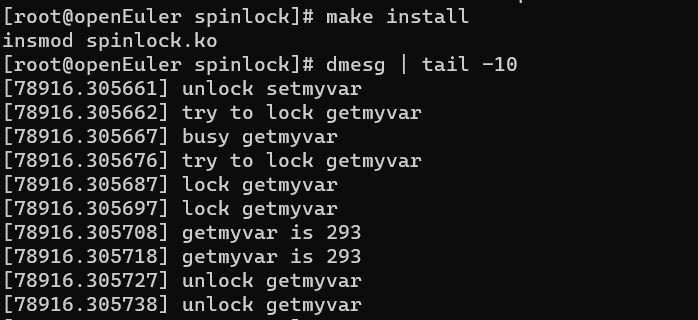 [root@openEuler spinlock]# make install
insmod spinlock.ko
[root@openEuler spinlock]# dmesg | tail -10
[78916.305661] unlock setmyvar
[78916.305662] try to lock getmyvar
[78916.305667] busy getmyvar
[78916.305676] try to lock getmyvar
[78916.305687] lock getmyvar
[78916.305697] lock getmyvar
[78916.305708] getmyvar is 293
[78916.305718] getmyvar is 293
[78916.305727] unlock getmyvar
[78916.305738] unlock getmyvar